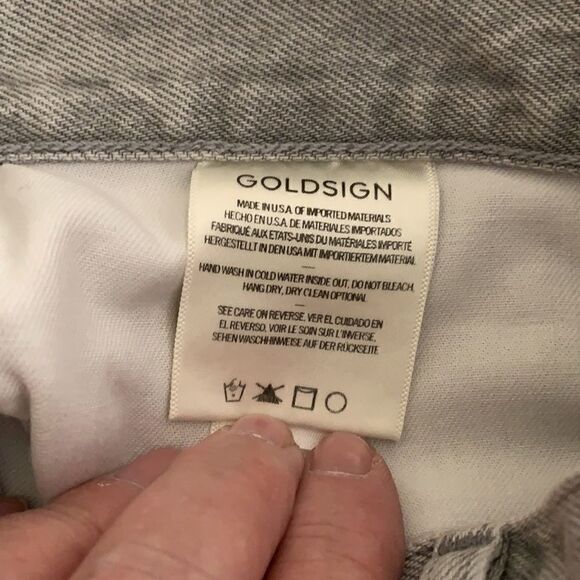 GOLDSIGN
MADE IN U.S.A. OF IMPORTED MATERIALS
HECHO EN U.S.A. DE MATERIALES IMPORTADOS
FABRIQUÉ AUX ETATS-UNIS DU MATÉRIALES IMPORTÉ
HERGESTELLT IN DEN USA MIT IMPORTIERTEM MATERIAL
HAND WASH IN COLD WATER INSIDE OUT, DO NOT BLEACH,
HANG DRY, DRY CLEAN OPTIONAL
SEE CARE ON REVERSE. VER EL CUIDADO EN
EL REVERSO. VOIR LE SOIN SUR L'INVERSE.
SEHEN WASCHHINWEISE AUF DER RÜCKSEITE